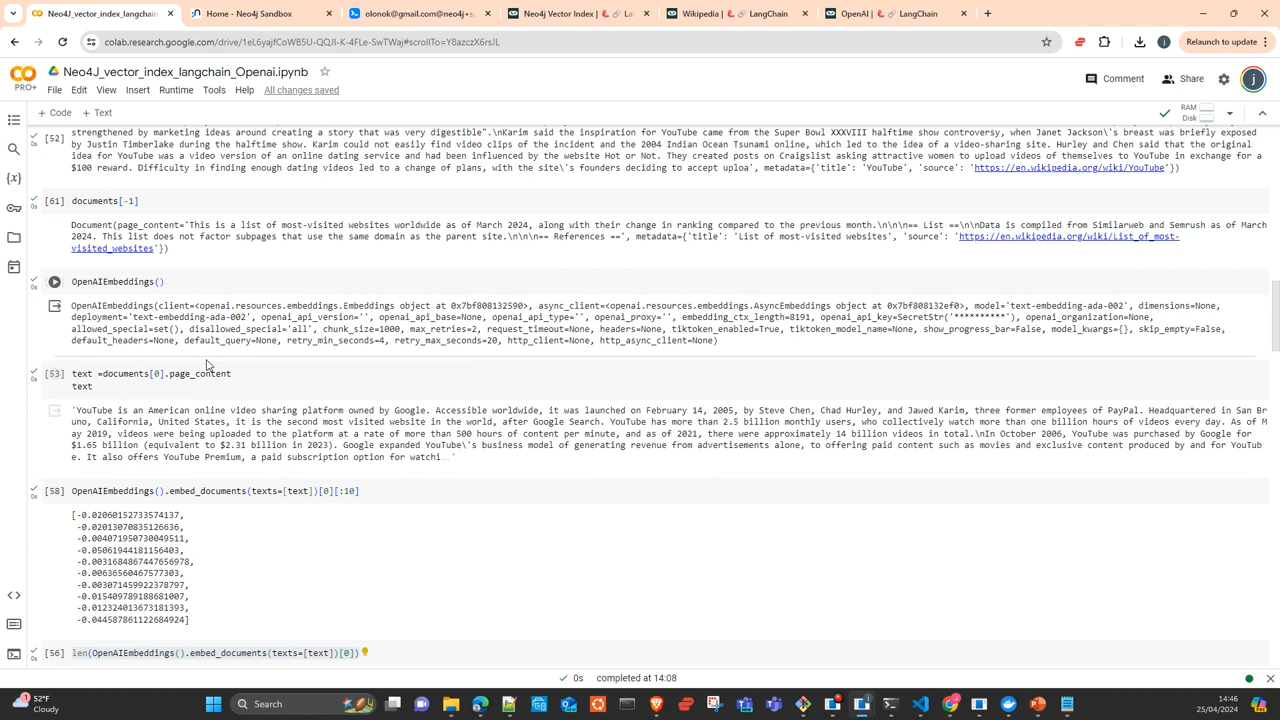 Neo4J_vector_index_langchain.
Home - Neo4j Sandbox
olonok@gmail.com@neo4j+s
Neo4j Vector Index | 🦜️🔗 La
Wikipedia | 🦜️🔗 LangChain
OpenAI | 🦜️🔗 LangChain
colab.research.google.com/drive/1eL6yajfCoWB5U-QQJI-K-4FLe-SwTWaj#scrollTo=Y8azczX6rsJL
Relaunch to update
PRO+
Neo4J_vector_index_langchain_Openai.ipynb
Comment
Share
j
File Edit View Insert Runtime Tools Help All changes saved
+ Code + Text
RAM
Disk
[52]
strengthened by marketing ideas around creating a story that was very digestible".\nKarim said the inspiration for YouTube came from the Super Bowl XXXVIII halftime show controversy, when Janet Jackson\'s breast was briefly exposed
by Justin Timberlake during the halftime show. Karim could not easily find video clips of the incident and the 2004 Indian Ocean Tsunami online, which led to the idea of a video-sharing site. Hurley and Chen said that the original
idea for YouTube was a video version of an online dating service and had been influenced by the website Hot or Not. They created posts on Craigslist asking attractive women to upload videos of themselves to YouTube in exchange for a
$100 reward. Difficulty in finding enough dating videos led to a change of plans, with the site\'s founders deciding to accept uploa', metadata={'title': 'YouTube', 'source': 'https://en.wikipedia.org/wiki/YouTube'})
0s
[61] documents[-1]
0s
Document(page_content='This is a list of most-visited websites worldwide as of March 2024, along with their change in ranking compared to the previous month.\n\n\n== List ==\n\nData is compiled from Similarweb and Semrush as of March
2024. This list does not factor subpages that use the same domain as the parent site.\n\n\n== References ==', metadata={'title': 'List of most-visited websites', 'source': 'https://en.wikipedia.org/wiki/List_of_most-
visited_websites'})
OpenAIEmbeddings()
0s
OpenAIEmbeddings(client=<openai.resources.embeddings.Embeddings object at 0x7bf808132590>, async_client=<openai.resources.embeddings.AsyncEmbeddings object at 0x7bf808132ef0>, model='text-embedding-ada-002', dimensions=None,
deployment='text-embedding-ada-002', openai_api_version='', openai_api_base=None, openai_api_type='', openai_proxy='', embedding_ctx_length=8191, openai_api_key=SecretStr('**********'), openai_organization=None,
allowed_special=set(), disallowed_special='all', chunk_size=1000, max_retries=2, request_timeout=None, headers=None, tiktoken_enabled=True, tiktoken_model_name=None, show_progress_bar=False, model_kwargs={}, skip_empty=False,
default_headers=None, default_query=None, retry_min_seconds=4, retry_max_seconds=20, http_client=None, http_async_client=None)
[53] text =documents[0].page_content
0s
text
'YouTube is an American online video sharing platform owned by Google. Accessible worldwide, it was launched on February 14, 2005, by Steve Chen, Chad Hurley, and Jawed Karim, three former employees of PayPal. Headquartered in San Br
uno, California, United States, it is the second most visited website in the world, after Google Search. YouTube has more than 2.5 billion monthly users, who collectively watch more than one billion hours of videos every day. As of M
ay 2019, videos were being uploaded to the platform at a rate of more than 500 hours of content per minute, and as of 2021, there were approximately 14 billion videos in total.\nIn October 2006, YouTube was purchased by Google for
$1.65 billion (equivalent to $2.31 billion in 2023). Google expanded YouTube\'s business model of generating revenue from advertisements alone, to offering paid content such as movies and exclusive content produced by and for YouTub
e. It also offers YouTube Premium, a paid subscription option for watchi…'
[58] OpenAIEmbeddings().embed_documents(texts=[text])[0][:10]
0s
[-0.02060152733574137,
-0.02013070835126636,
-0.004071950730049511,
-0.05061944181156403,
-0.0031684867447656978,
-0.00636560467577303,
-0.003071459922378797,
-0.015409789188681007,
-0.012324013673181393,
-0.044587861122684924]
[56] len(OpenAIEmbeddings().embed_documents(texts=[text])[0])
0s
0s completed at 14:08
52°F
Cloudy
Search
14:46
25/04/2024